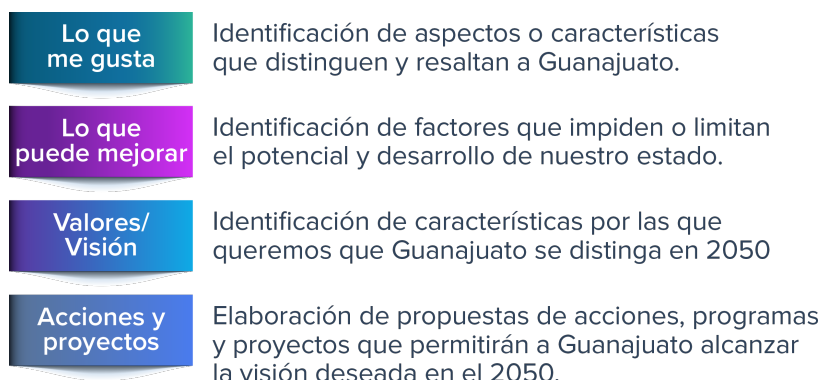 Lo que
me gusta
Identificación de aspectos o características
que distinguen y resaltan a Guanajuato.
Lo que
puede mejorar
Identificación de factores que impiden o limitan
el potencial y desarrollo de nuestro estado.
Valores/
Visión
Identificación de características por las que
queremos que Guanajuato se distinga en 2050
Acciones y
proyectos
Elaboración de propuestas de acciones, programas
y proyectos que permitirán a Guanajuato alcanzar
la visión deseada en el 2050.